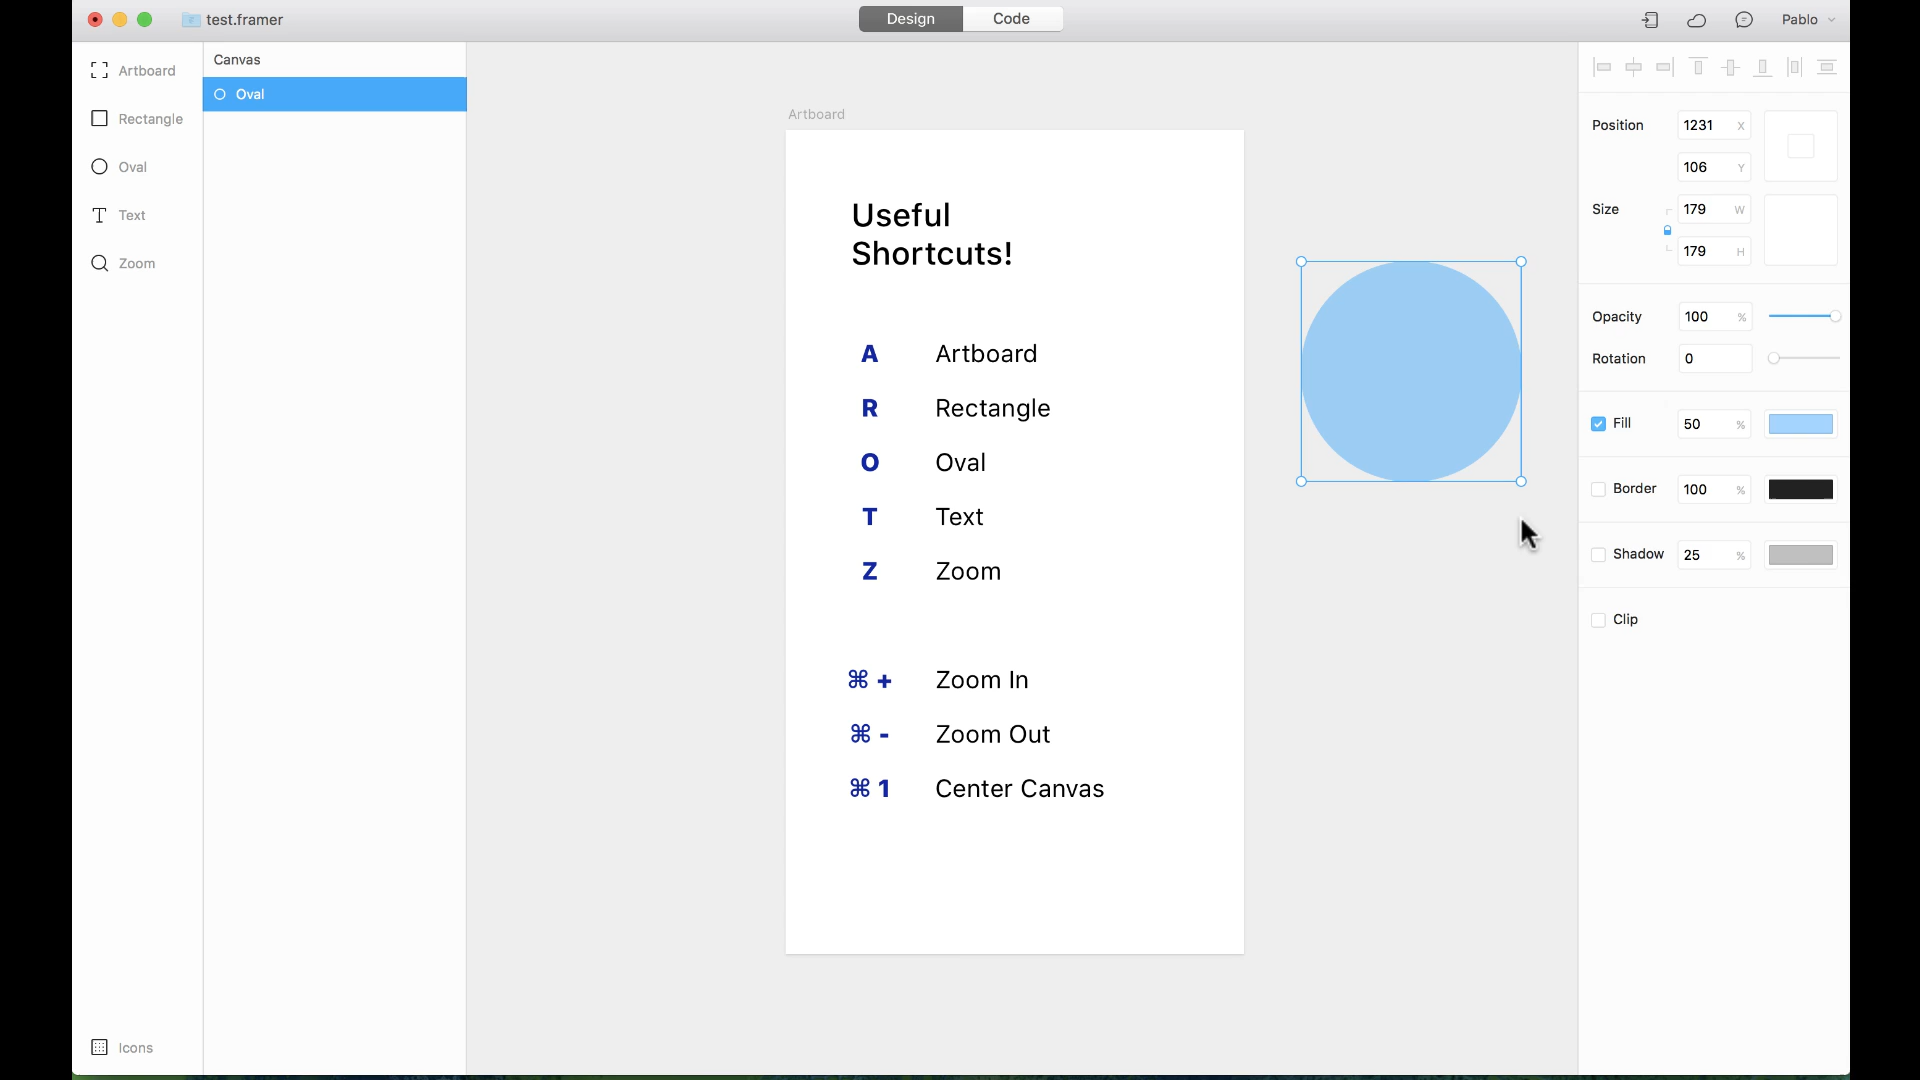 test.framer
Design
Code
Pablo
Artboard
Rectangle
Oval
Text
Zoom
Icons
Canvas
Oval
Artboard
Useful
Shortcuts!
A Artboard
R Rectangle
O Oval
T Text
Z Zoom
⌘ + Zoom In
⌘ - Zoom Out
⌘ 1 Center Canvas
Position 1231 X
106 Y
Size 179 W
179 H
Opacity 100 %
Rotation 0
Fill 50 %
Border 100 %
Shadow 25 %
Clip